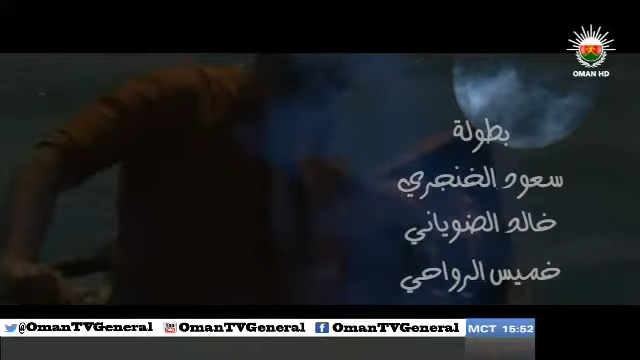 OMAN HD
بطولة
سعود الخنجري
خالد الضوياني
خميس الرواحي
@OmanTVGeneral OmanTVGeneral OmanTVGeneral MCT 15:52